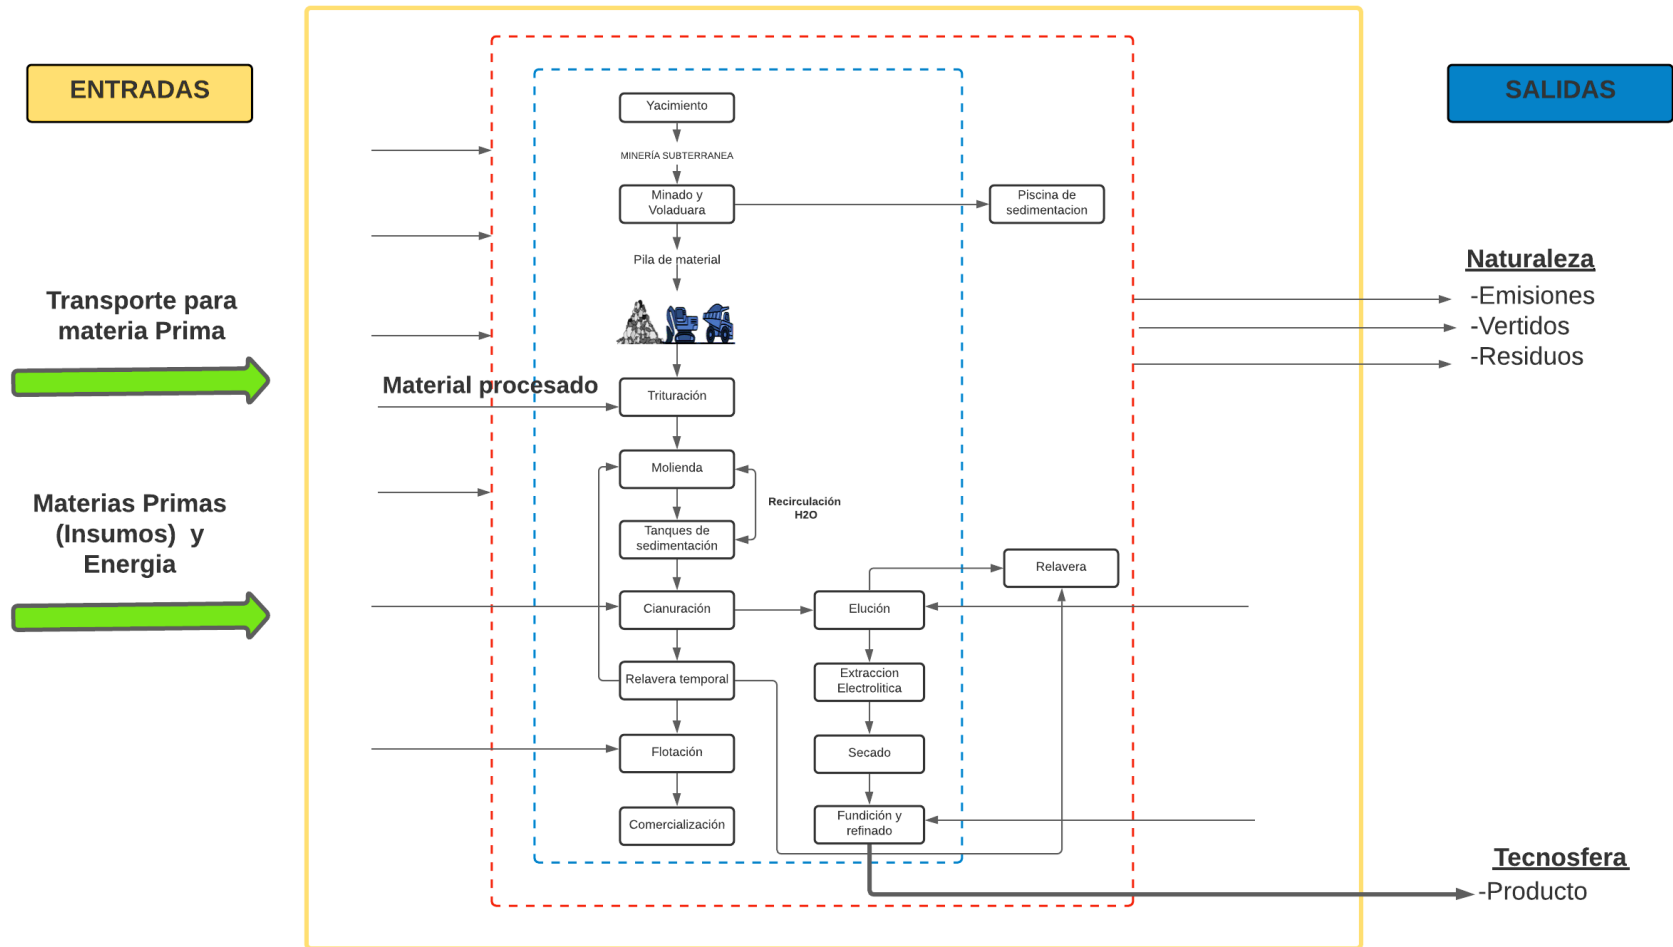 ENTRADAS
SALIDAS
Yacimiento
MINERÍA SUBTERRANEA
Minado y
Voladuara
Piscina de
sedimentacion
Pila de material
Naturaleza
-Emisiones
-Vertidos
-Residuos
Transporte para
materia Prima
Material procesado
Trituración
Molienda
Recirculación
H2O
Materias Primas
(Insumos) y
Energia
Tanques de
sedimentación
Relavera
Cianuración
Elución
Relavera temporal
Extraccion
Electrolitica
Flotación
Secado
Comercialización
Fundición y
refinado
Tecnosfera
-Producto